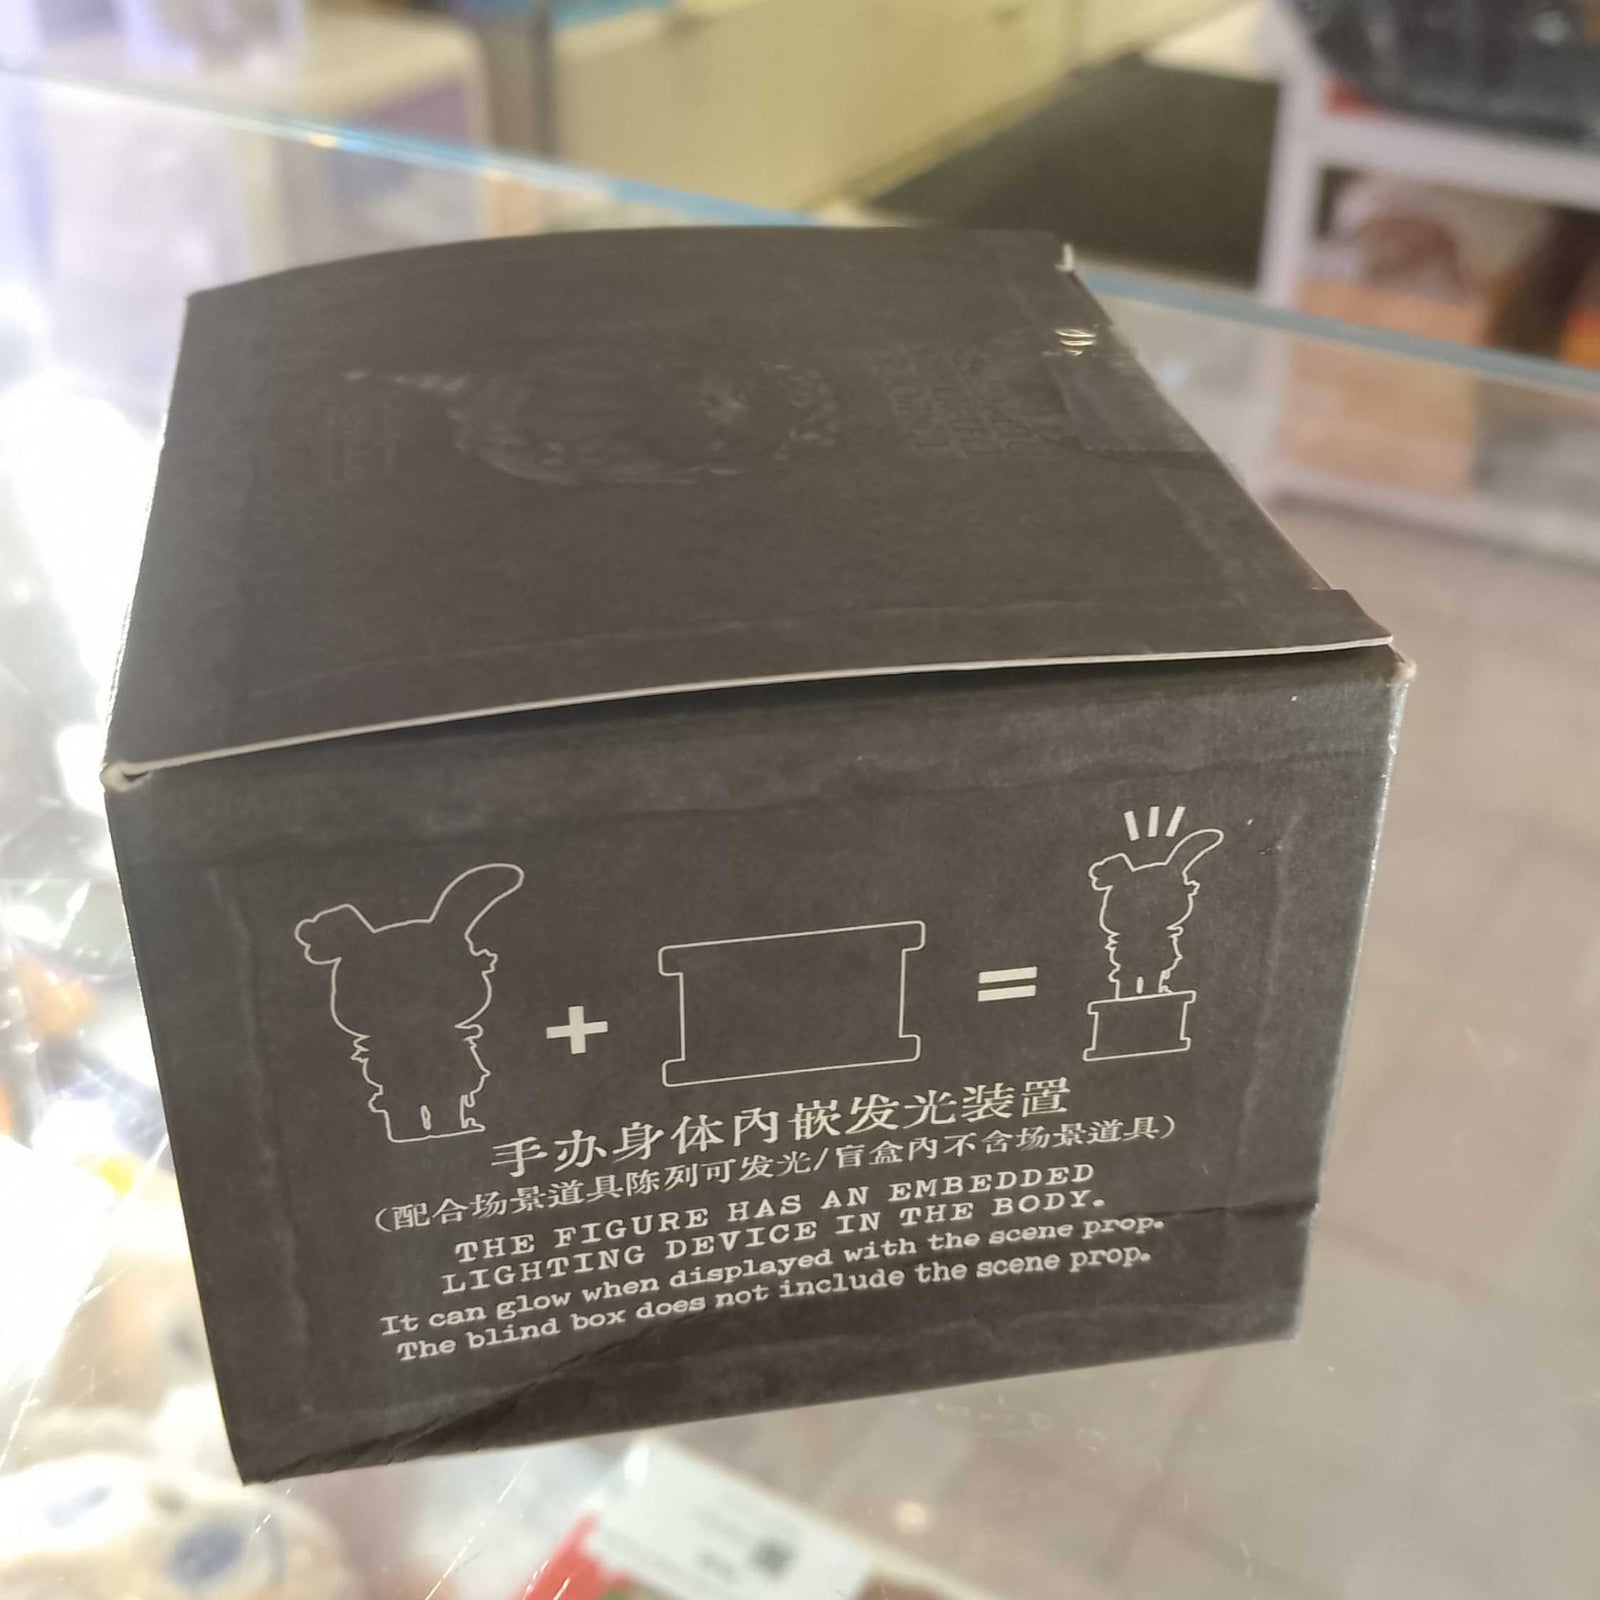 手办身体内嵌发光装置
(配合场景道具陈列可发光/盲盒内不含场景道具)
THE FIGURE HAS AN EMBEDDED
LIGHTING DEVICE IN THE BODY.
It can glow when displayed with the scene prop.
The blind box does not include the scene prop.